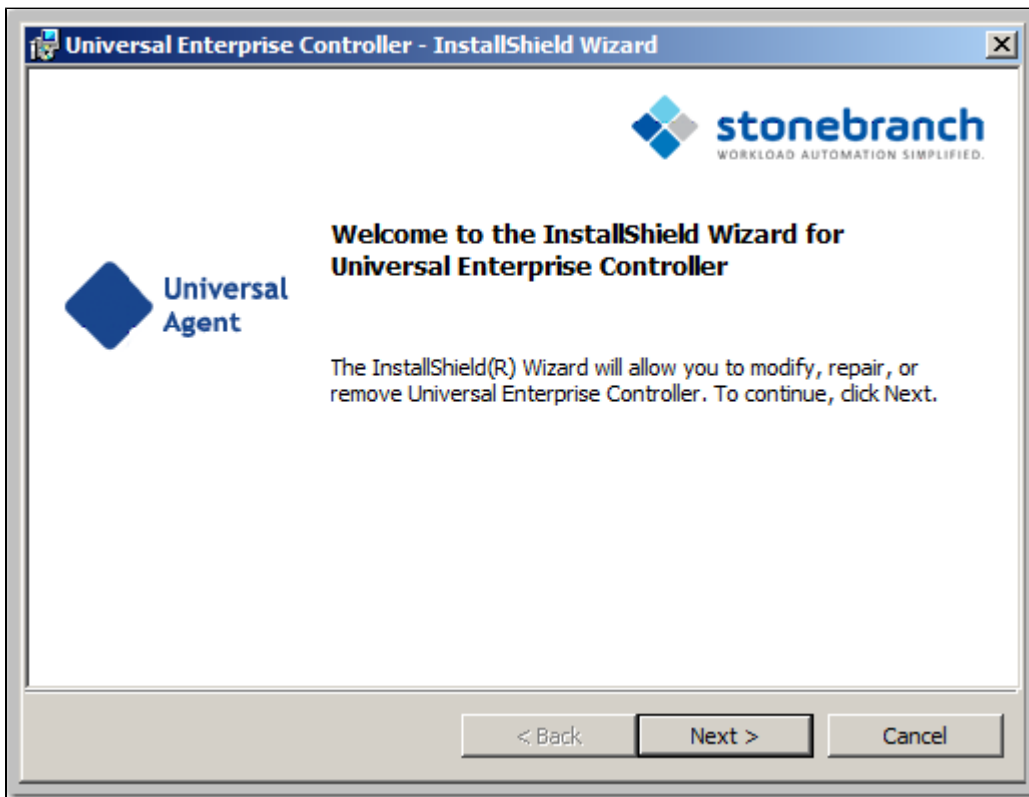 Universal Enterprise Controller - InstallShield Wizard
stonebranch
WORKLOAD AUTOMATION SIMPLIFIED.
Welcome to the InstallShield Wizard for
Universal Enterprise Controller
Universal
Agent
The InstallShield(R) Wizard will allow you to modify, repair, or
remove Universal Enterprise Controller. To continue, click Next.
< Back
Next >
Cancel